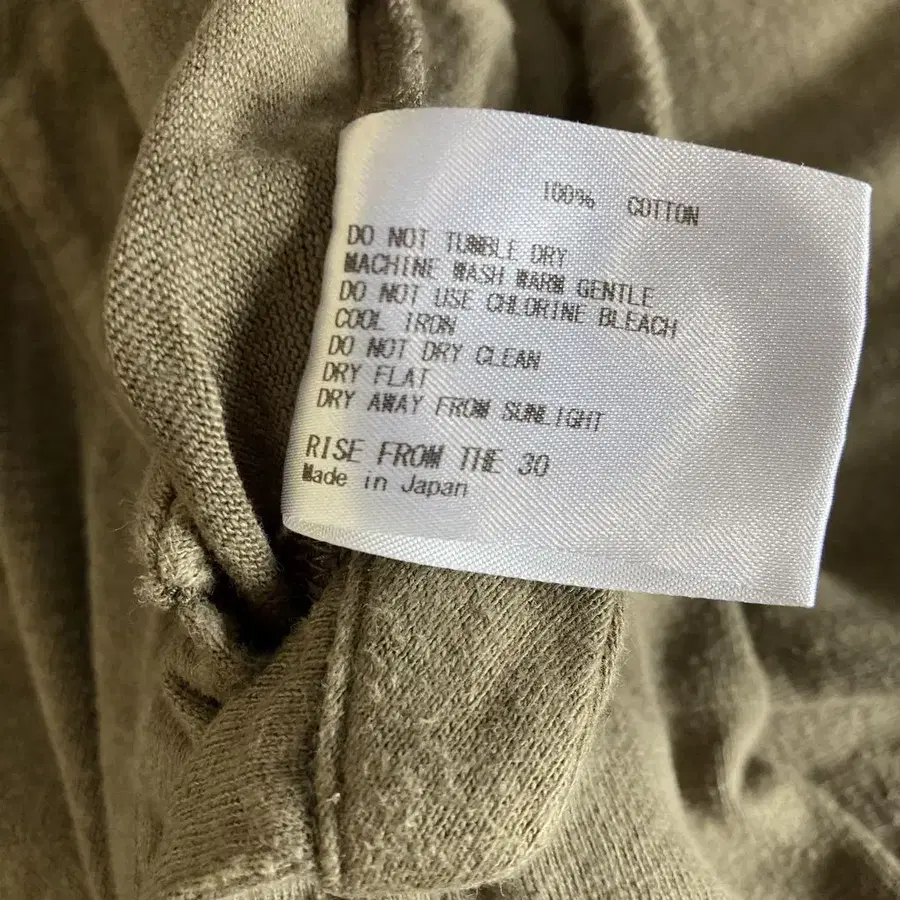 100% COTTON
DO NOT TUMBLE DRY
MACHINE WASH WARM GENTLE
DO NOT USE CHLORINE BLEACH
COOL IRON
DO NOT DRY CLEAN
DRY FLAT
DRY AWAY FROM SUNLIGHT
RISE FROM THE 30
Made in Japan